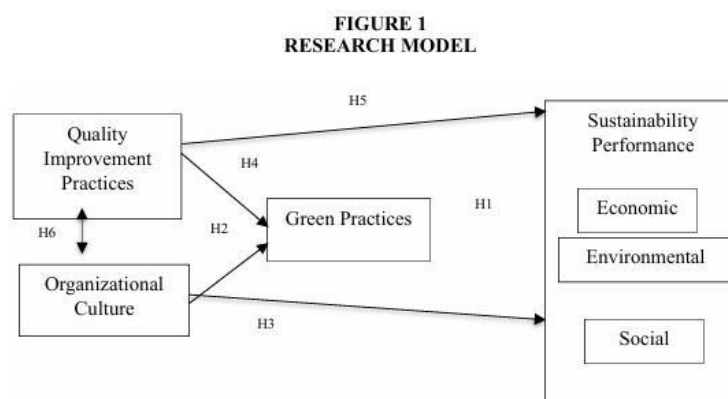 FIGURE 1
RESEARCH MODEL
H5
Quality
Improvement
Practices
Sustainability
Performance
H4
Green Practices
H1
Economic
H2
H6
Environmental
Organizational
Culture
H3
Social